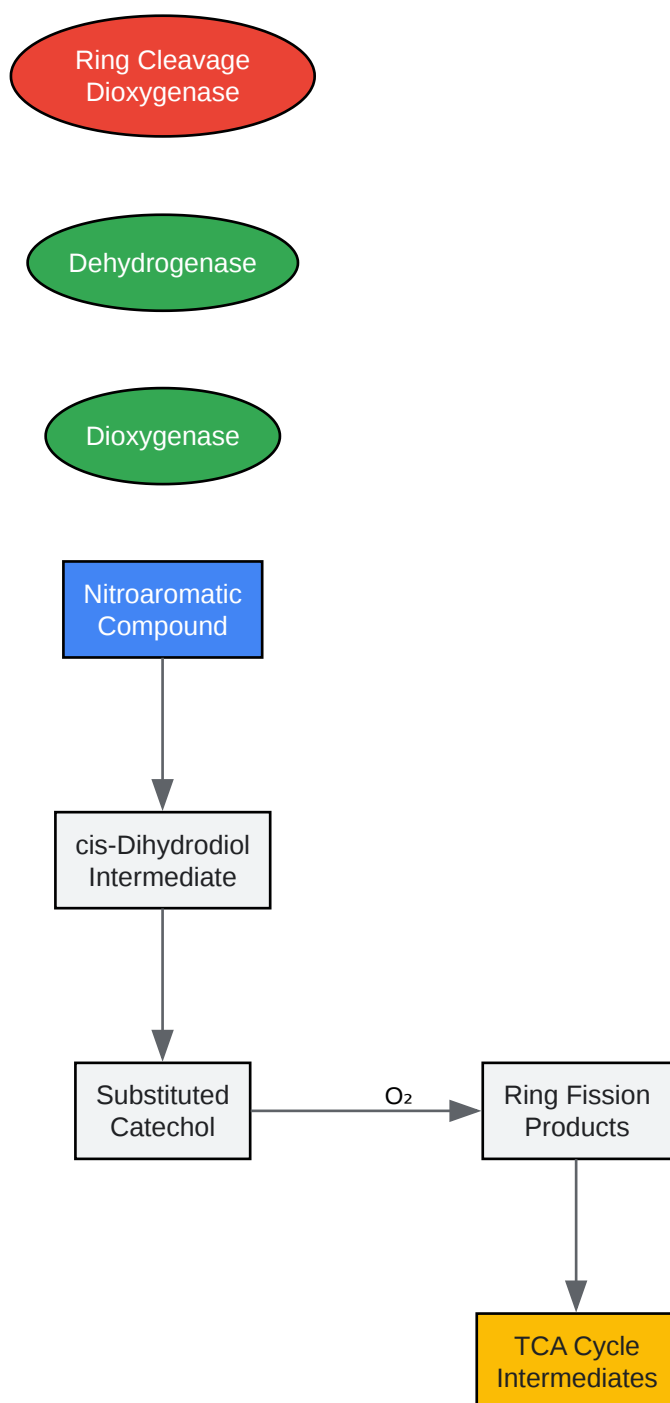 Ring Cleavage
Dioxygenase
Dehydrogenase
Dioxygenase
Nitroaromatic
Compound
cis-Dihydrodiol
Intermediate
Substituted
Catechol
O₂
Ring Fission
Products
TCA Cycle
Intermediates